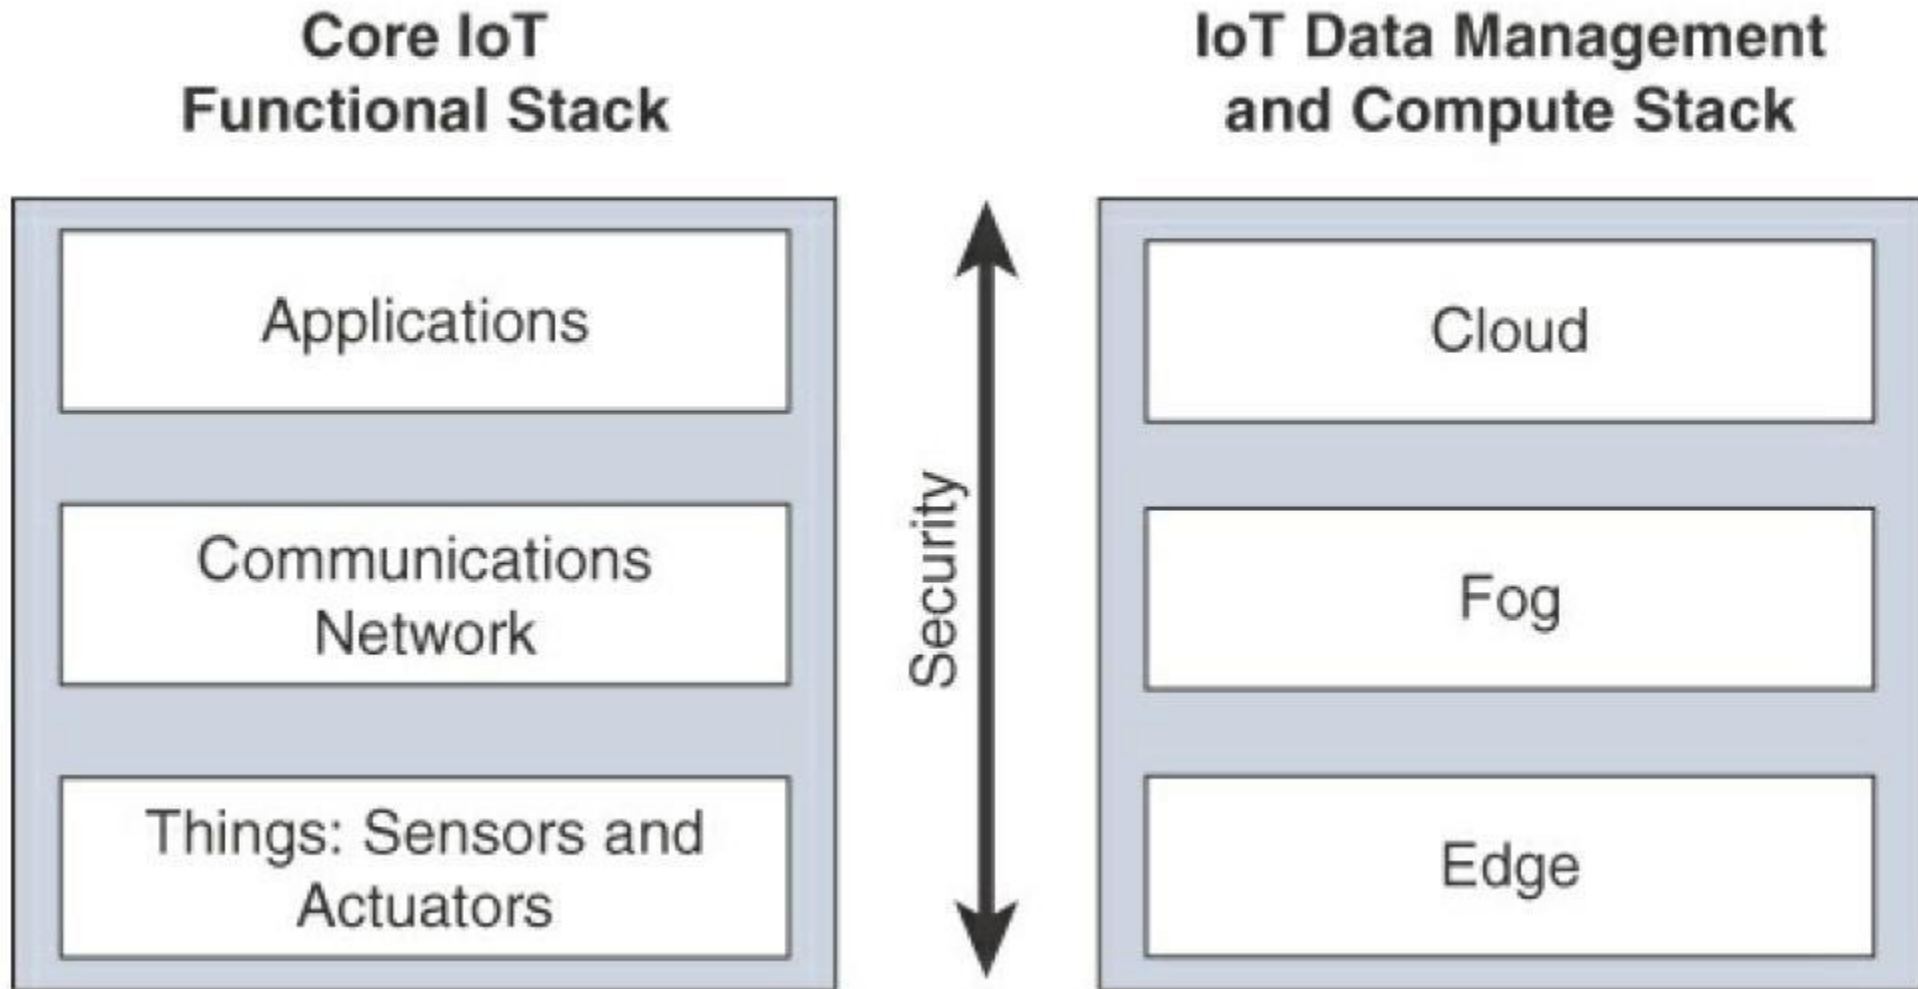 Core IoT
Functional Stack
Applications
Communications
Network
Things: Sensors and
Actuators
Security
IoT Data Management
and Compute Stack
Cloud
Fog
Edge